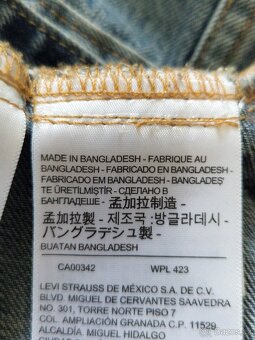 MADE IN BANGLADESH - FABRIQUE AU
BANGLADESH - FABRICADO EN BANGLADESH -
FABRICADO EM BANGLADESH - BANGLADEŞ'
TE ÜRETİLMİŞTİR - СДЕЛАНО В
БАНГЛАДЕШЕ - 孟加拉制造 -
孟加拉製 - 제조국 :방글라데시 -
バングラデシュ製 -
BUATAN BANGLADESH
CA00342 WPL 423
LEVI STRAUSS DE MÉXICO S.A. DE C.V.
BLVD. MIGUEL DE CERVANTES SAAVEDRA
NO. 301, TORRE NORTE PISO 7
COL. AMPLIACIÓN GRANADA C.P. 11529
ALCALDÍA MIGUEL HIDALGO